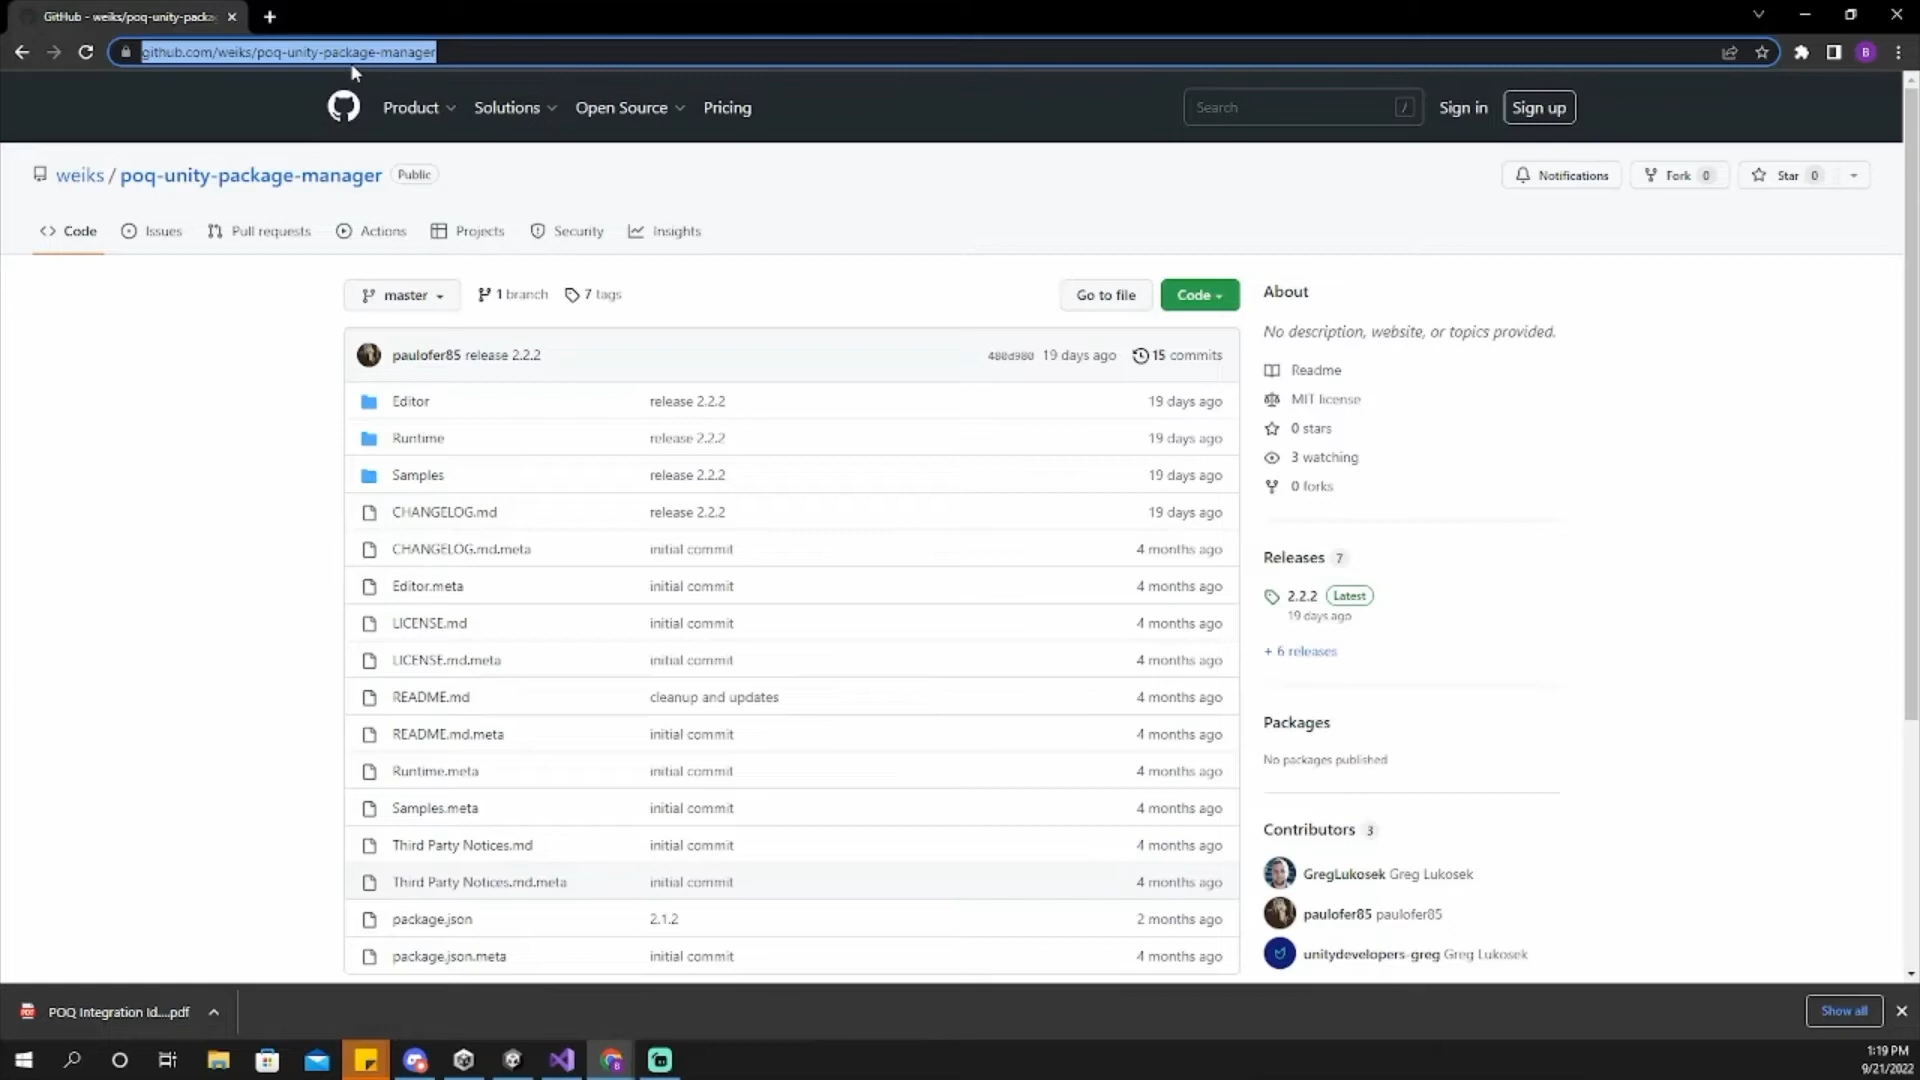 GitHub - weiks/poq-unity-packa
github.com/weiks/poq-unity-package-manager
B
Product Solutions Open Source Pricing Search / Sign in Sign up
weiks / poq-unity-package-manager Public
Notifications Fork 0 Star 0
Code Issues Pull requests Actions Projects Security Insights
master 1 branch 7 tags Go to file Code
paulofer85 release 2.2.2 19 days ago 15 commits
Editor release 2.2.2 19 days ago
Runtime release 2.2.2 19 days ago
Samples release 2.2.2 19 days ago
CHANGELOG.md release 2.2.2 19 days ago
CHANGELOG.md.meta initial commit 4 months ago
Editor.meta initial commit 4 months ago
LICENSE.md initial commit 4 months ago
LICENSE.md.meta initial commit 4 months ago
README.md cleanup and updates 4 months ago
README.md.meta initial commit 4 months ago
Runtime.meta initial commit 4 months ago
Samples.meta initial commit 4 months ago
Third Party Notices.md initial commit 4 months ago
Third Party Notices.md.meta initial commit 4 months ago
package.json 2.1.2 2 months ago
package.json.meta initial commit 4 months ago
About
No description, website, or topics provided.
Readme
MIT license
0 stars
3 watching
0 forks
Releases 7
2.2.2 Latest
19 days ago
+ 6 releases
Packages
No packages published
Contributors 3
GregLukosek Greg Lukosek
paulofer85 paulofer85
unitydevelopers-greg Greg Lukosek
POQ Integration Id....pdf
Show all
1:19 PM
9/21/2022